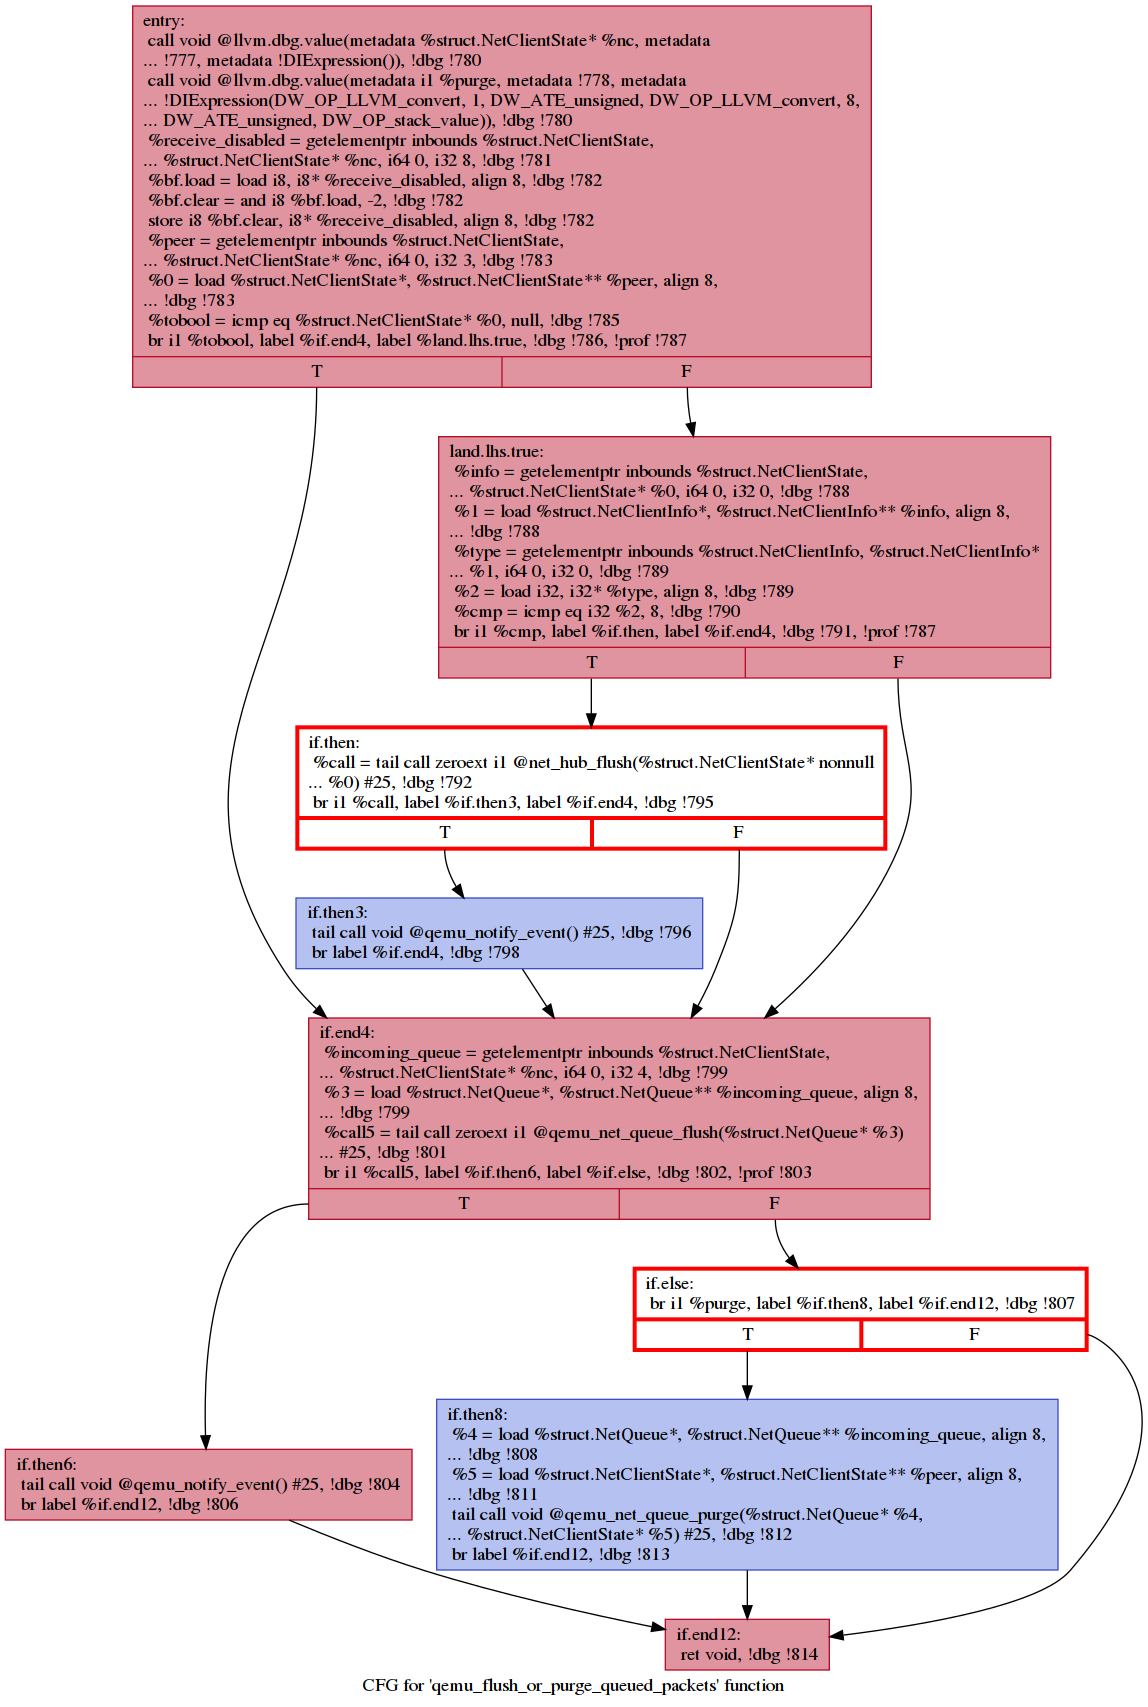 entry:
call void @llvm.dbg.value(metadata %struct.NetClientState* %nc, metadata
... !777, metadata !DIExpression()), !dbg !780
call void @llvm.dbg.value(metadata i1 %purge, metadata !778, metadata
... !DIExpression(DW_OP_LLVM_convert, 1, DW_ATE_unsigned, DW_OP_LLVM_convert, 8,
... DW_ATE_unsigned, DW_OP_stack_value)), !dbg !780
%receive_disabled = getelementptr inbounds %struct.NetClientState,
... %struct.NetClientState* %nc, i64 0, i32 8, !dbg !781
%bf.load = load i8, i8* %receive_disabled, align 8, !dbg !782
%bf.clear = and i8 %bf.load, -2, !dbg !782
store i8 %bf.clear, i8* %receive_disabled, align 8, !dbg !782
%peer = getelementptr inbounds %struct.NetClientState,
... %struct.NetClientState* %nc, i64 0, i32 3, !dbg !783
%0 = load %struct.NetClientState*, %struct.NetClientState** %peer, align 8,
... !dbg !783
%tobool = icmp eq %struct.NetClientState* %0, null, !dbg !785
br i1 %tobool, label %if.end4, label %land.lhs.true, !dbg !786, !prof !787
T F
land.lhs.true:
%info = getelementptr inbounds %struct.NetClientState,
... %struct.NetClientState* %0, i64 0, i32 0, !dbg !788
%1 = load %struct.NetClientInfo*, %struct.NetClientInfo** %info, align 8,
... !dbg !788
%type = getelementptr inbounds %struct.NetClientInfo, %struct.NetClientInfo*
... %1, i64 0, i32 0, !dbg !789
%2 = load i32, i32* %type, align 8, !dbg !789
%cmp = icmp eq i32 %2, 8, !dbg !790
br i1 %cmp, label %if.then, label %if.end4, !dbg !791, !prof !787
T F
if.then:
%call = tail call zeroext i1 @net_hub_flush(%struct.NetClientState* nonnull
... %0) #25, !dbg !792
br i1 %call, label %if.then3, label %if.end4, !dbg !795
T F
if.then3:
tail call void @qemu_notify_event() #25, !dbg !796
br label %if.end4, !dbg !798
if.end4:
%incoming_queue = getelementptr inbounds %struct.NetClientState,
... %struct.NetClientState* %nc, i64 0, i32 4, !dbg !799
%3 = load %struct.NetQueue*, %struct.NetQueue** %incoming_queue, align 8,
... !dbg !799
%call5 = tail call zeroext i1 @qemu_net_queue_flush(%struct.NetQueue* %3)
... #25, !dbg !801
br i1 %call5, label %if.then6, label %if.else, !dbg !802, !prof !803
T F
if.else:
br i1 %purge, label %if.then8, label %if.end12, !dbg !807
T F
if.then8:
%4 = load %struct.NetQueue*, %struct.NetQueue** %incoming_queue, align 8,
... !dbg !808
%5 = load %struct.NetClientState*, %struct.NetClientState** %peer, align 8,
... !dbg !811
tail call void @qemu_net_queue_purge(%struct.NetQueue* %4,
... %struct.NetClientState* %5) #25, !dbg !812
br label %if.end12, !dbg !813
if.then6:
tail call void @qemu_notify_event() #25, !dbg !804
br label %if.end12, !dbg !806
if.end12:
ret void, !dbg !814
CFG for 'qemu_flush_or_purge_queued_packets' function